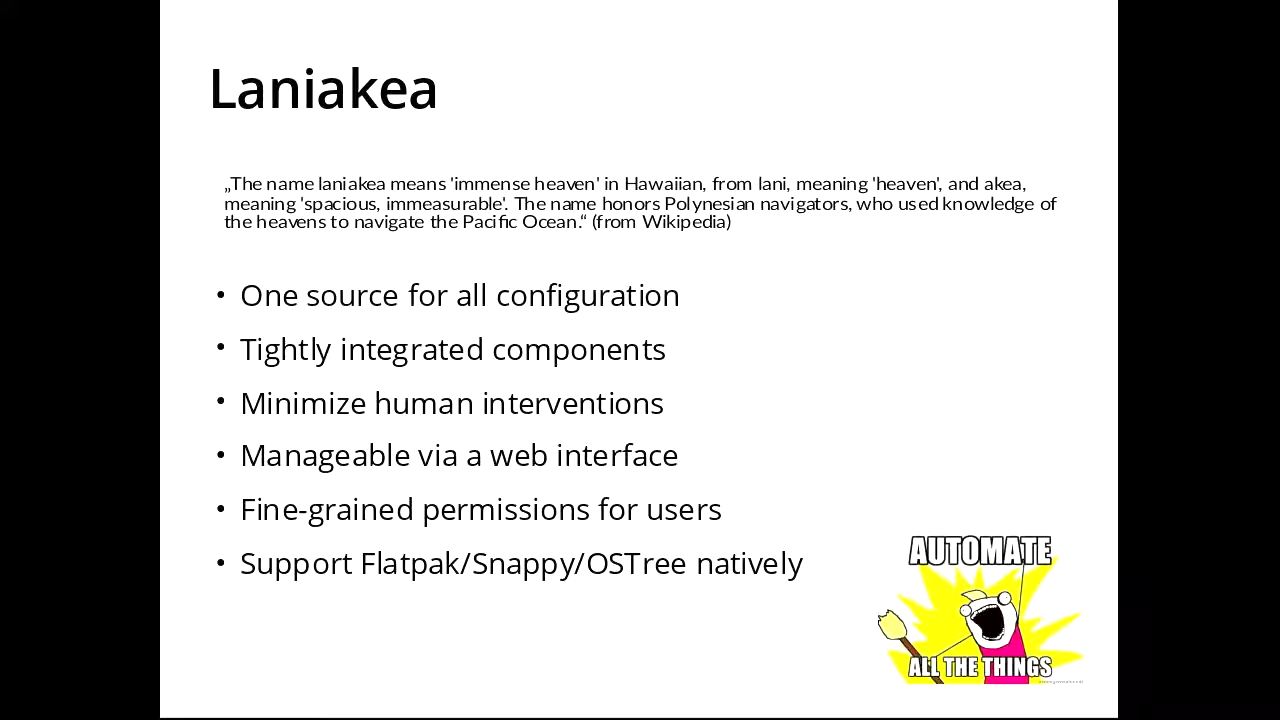 Laniakea
„The name laniakea means 'immense heaven' in Hawaiian, from lani, meaning 'heaven', and akea,
meaning 'spacious, immeasurable'. The name honors Polynesian navigators, who used knowledge of
the heavens to navigate the Pacific Ocean.“ (from Wikipedia)
• One source for all configuration
• Tightly integrated components
• Minimize human interventions
• Manageable via a web interface
• Fine-grained permissions for users
• Support Flatpak/Snappy/OSTree natively
AUTOMATE
ALL THE THINGS